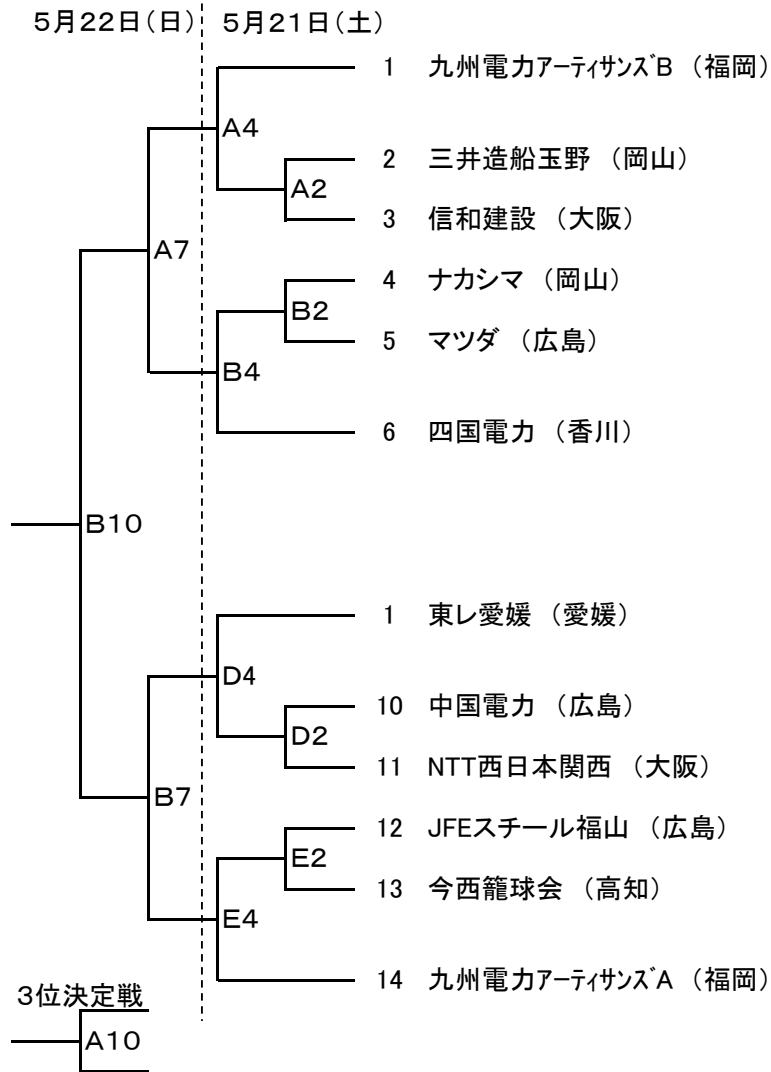 5月22日(日) 5月21日(土)
1 九州電力アーティサンズB (福岡)
A4
2 三井造船玉野 (岡山)
A2
3 信和建設 (大阪)
A7
4 ナカシマ (岡山)
B2
5 マツダ (広島)
B4
6 四国電力 (香川)
B10
1 東レ愛媛 (愛媛)
D4
10 中国電力 (広島)
D2
11 NTT西日本関西 (大阪)
B7
12 JFEスチール福山 (広島)
E2
13 今西籠球会 (高知)
E4
14 九州電力アーティサンズA (福岡)
3位決定戦
A10